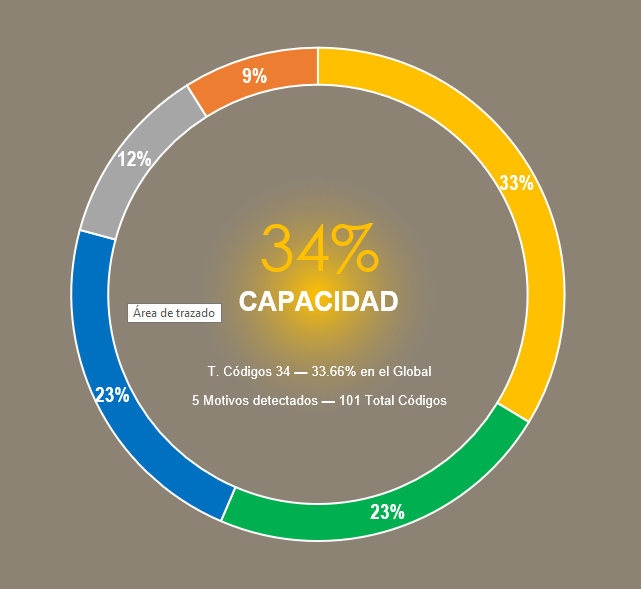 9%
12%
33%
34%
CAPACIDAD
Área de trazado
T. Códigos 34 — 33.66% en el Global
23%
5 Motivos detectados — 101 Total Códigos
23%